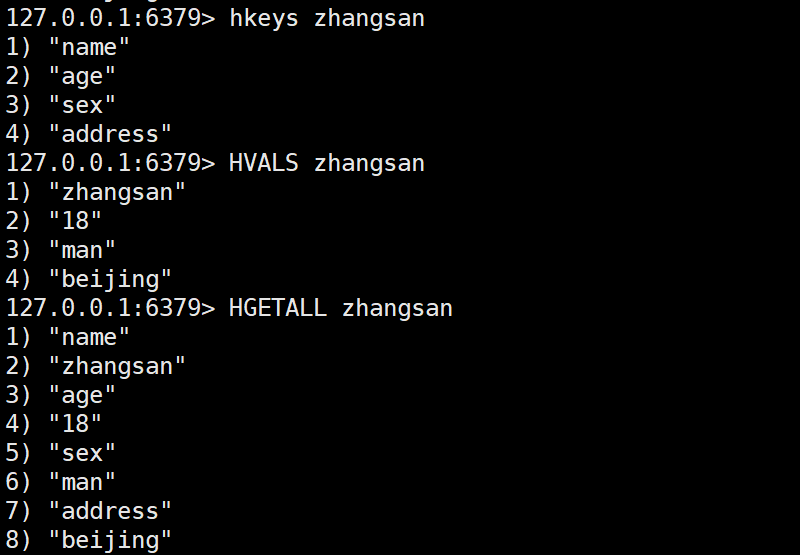 127.0.0.1:6379> hkeys zhangsan
1) "name"
2) "age"
3) "sex"
4) "address"
127.0.0.1:6379> HVALS zhangsan
1) "zhangsan"
2) "18"
3) "man"
4) "beijing"
127.0.0.1:6379> HGETALL zhangsan
1) "name"
2) "zhangsan"
3) "age"
4) "18"
5) "sex"
6) "man"
7) "address"
8) "beijing"